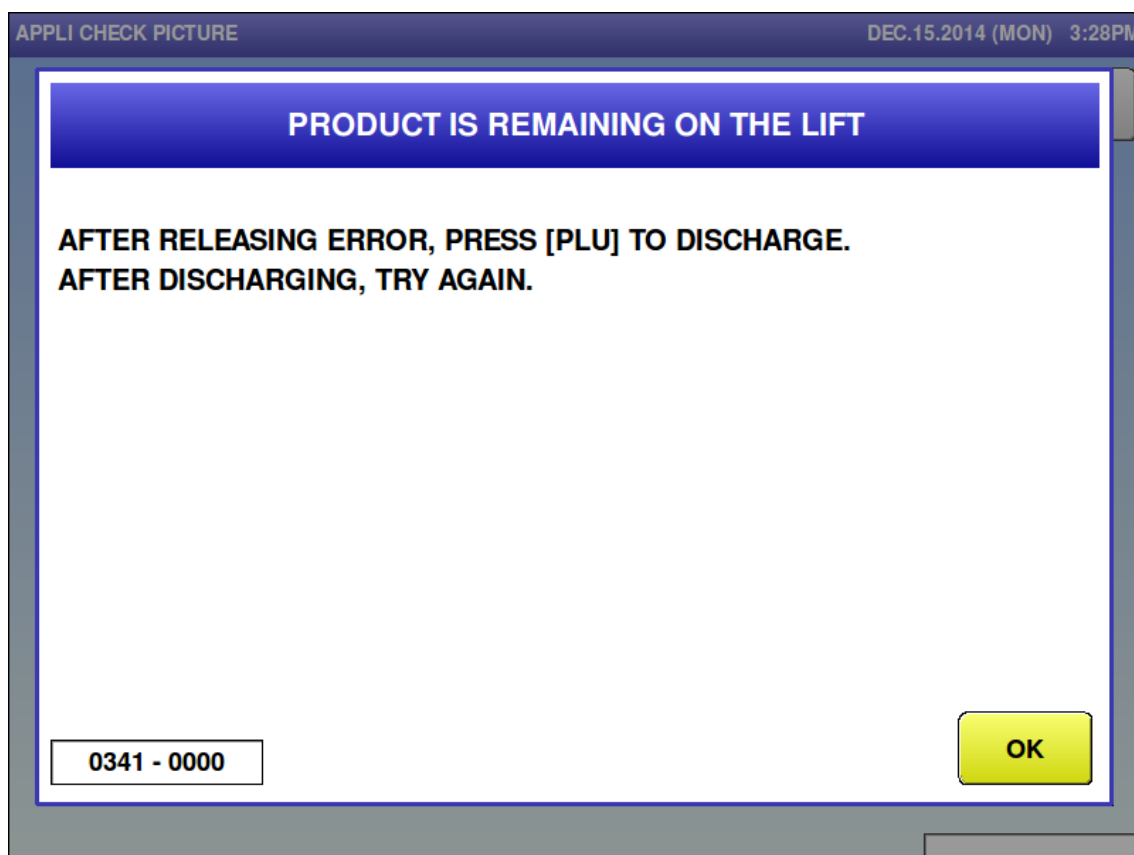 APPLI CHECK PICTURE
DEC.15.2014 (MON) 3:28PM
PRODUCT IS REMAINING ON THE LIFT
AFTER RELEASING ERROR, PRESS [PLU] TO DISCHARGE.
AFTER DISCHARGING, TRY AGAIN.
0341 - 0000
OK